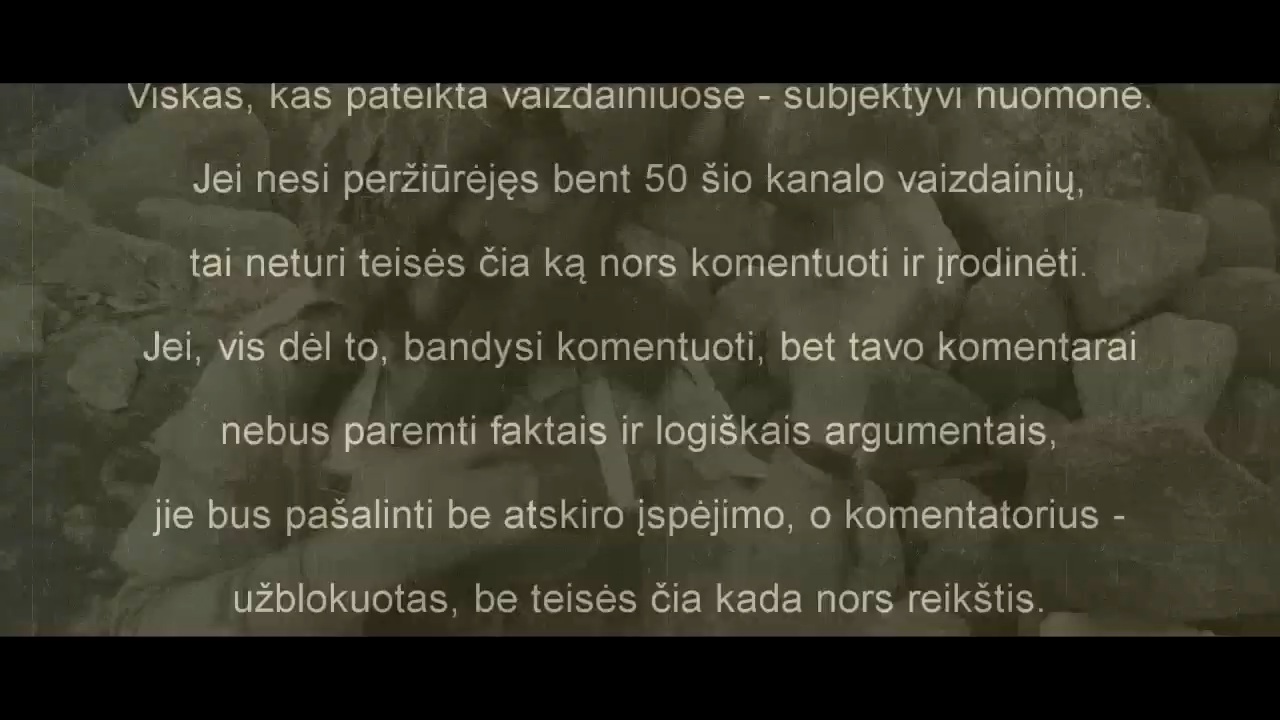 Viskas, kas pateikta vaizdainiuose - subjektyvi nuomonė.
Jei nesi peržiūrėjęs bent 50 šio kanalo vaizdainių,
tai neturi teisės čia ką nors komentuoti ir įrodinėti.
Jei, vis dėl to, bandysi komentuoti, bet tavo komentarai
nebus paremti faktais ir logiškais argumentais,
jie bus pašalinti be atskiro įspėjimo, o komentatorius -
užblokuotas, be teisės čia kada nors reikštis.